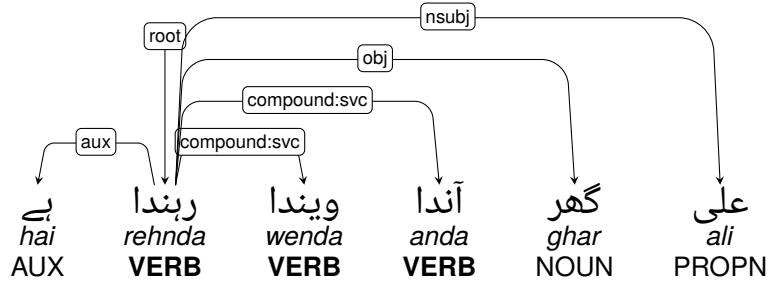 nsubj
root
obj
compound:svc
aux compound:svc
علی گھر آندا ویندا رہندا ہے
hai rehnda wenda anda ghar ali
AUX VERB VERB VERB NOUN PROPN